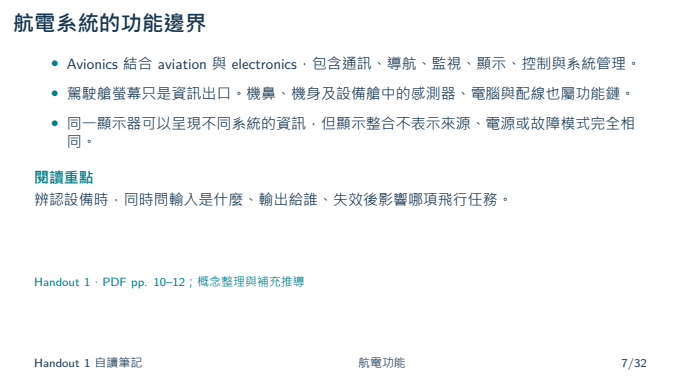 航電系統的功能邊界
• Avionics 結合 aviation 與 electronics，包含通訊、導航、監視、顯示、控制與系統管理。
• 駕駛艙螢幕只是資訊出口。機鼻、機身及設備艙中的感測器、電腦與配線也屬功能鏈。
• 同一顯示器可以呈現不同系統的資訊，但顯示整合不表示來源、電源或故障模式完全相
同。
閱讀重點
辨認設備時，同時問輸入是什麼、輸出給誰、失效後影響哪項飛行任務。
Handout 1 · PDF pp. 10–12；概念整理與補充推導
Handout 1 自讀筆記 航電功能 7/32